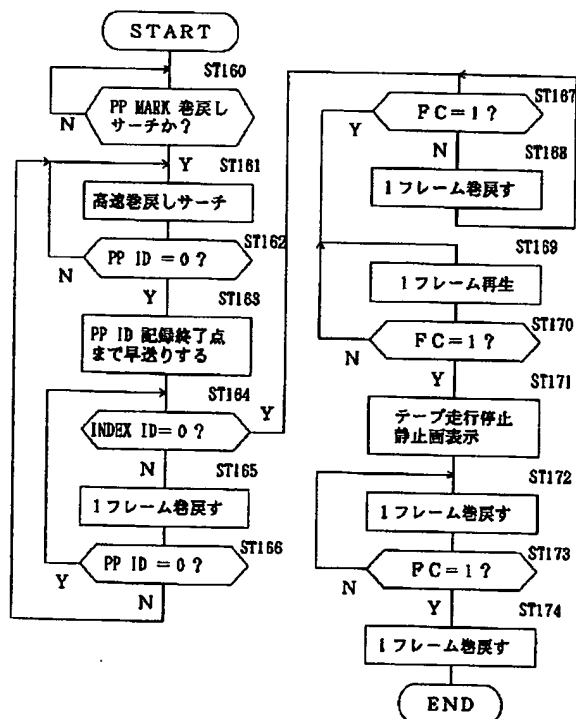 START
ST160
PP MARK 巻戻し
サーチか?
N
Y
ST161
高速巻戻しサーチ
ST162
PP ID = 0 ?
N
Y
ST163
PP ID 記録終了点
まで早送りする
ST164
INDEX ID=0 ?
Y
N
ST165
1フレーム巻戻す
ST166
PP ID = 0 ?
Y
N
ST167
FC=1 ?
Y
N
ST168
1フレーム巻戻す
ST169
1フレーム再生
ST170
FC=1 ?
N
Y
ST171
テープ走行停止
静止画表示
ST172
1フレーム巻戻す
ST173
FC=1 ?
N
Y
ST174
1フレーム巻戻す
END